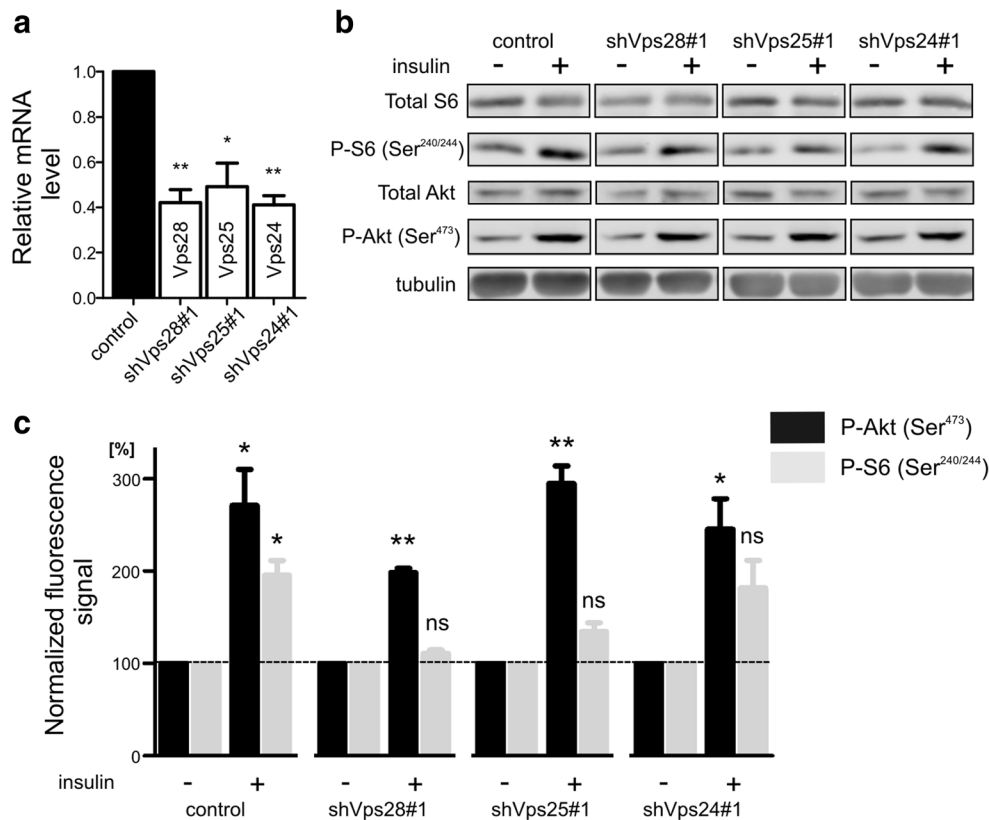 a
Relative mRNA level
1.0
0.8
0.6
0.4
0.2
0.0
** * **
Vps28 Vps25 Vps24
control shVps28#1 shVps25#1 shVps24#1
b
control shVps28#1 shVps25#1 shVps24#1
insulin - + - + - + - +
Total S6
P-S6 (Ser240/244)
Total Akt
P-Akt (Ser473)
tubulin
c
P-Akt (Ser473)
P-S6 (Ser240/244)
Normalized fluorescence signal
[%]
300
200
100
0
* * ** ns ** ns * ns
insulin - + - + - + - +
control shVps28#1 shVps25#1 shVps24#1